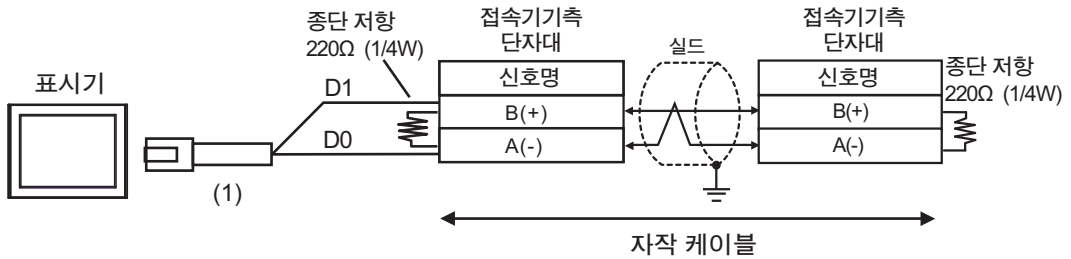 표시기
(1)
종단 저항
220Ω (1/4W)
D1
D0
접속기기측
단자대
신호명
B(+)
A(-)
실드
접속기기측
단자대
신호명
B(+)
A(-)
종단 저항
220Ω (1/4W)
자작 케이블